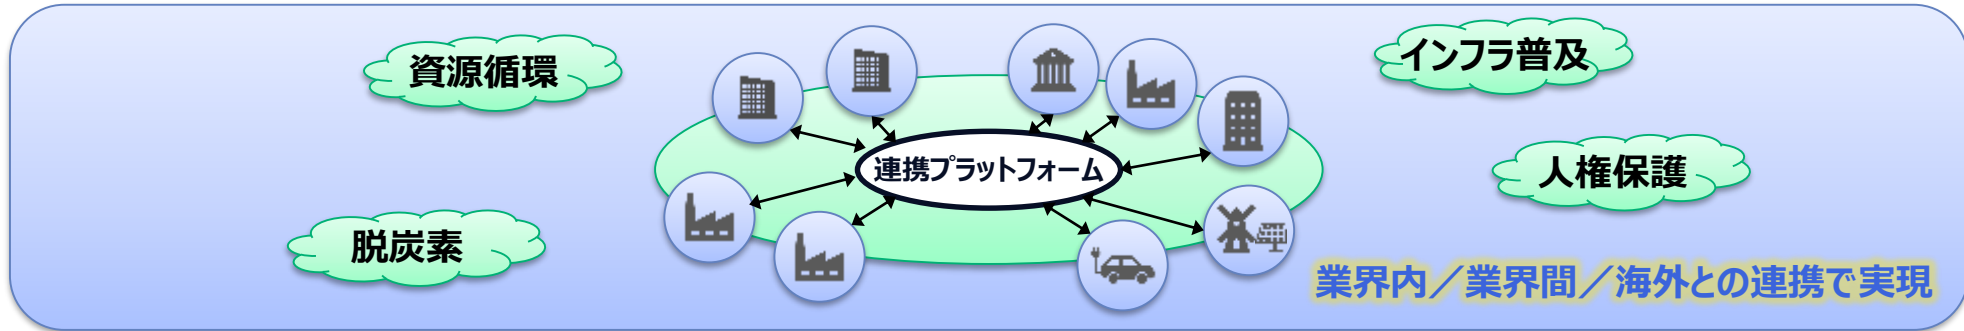 資源循環
インフラ普及
連携プラットフォーム
人権保護
脱炭素
業界内／業界間／海外との連携で実現